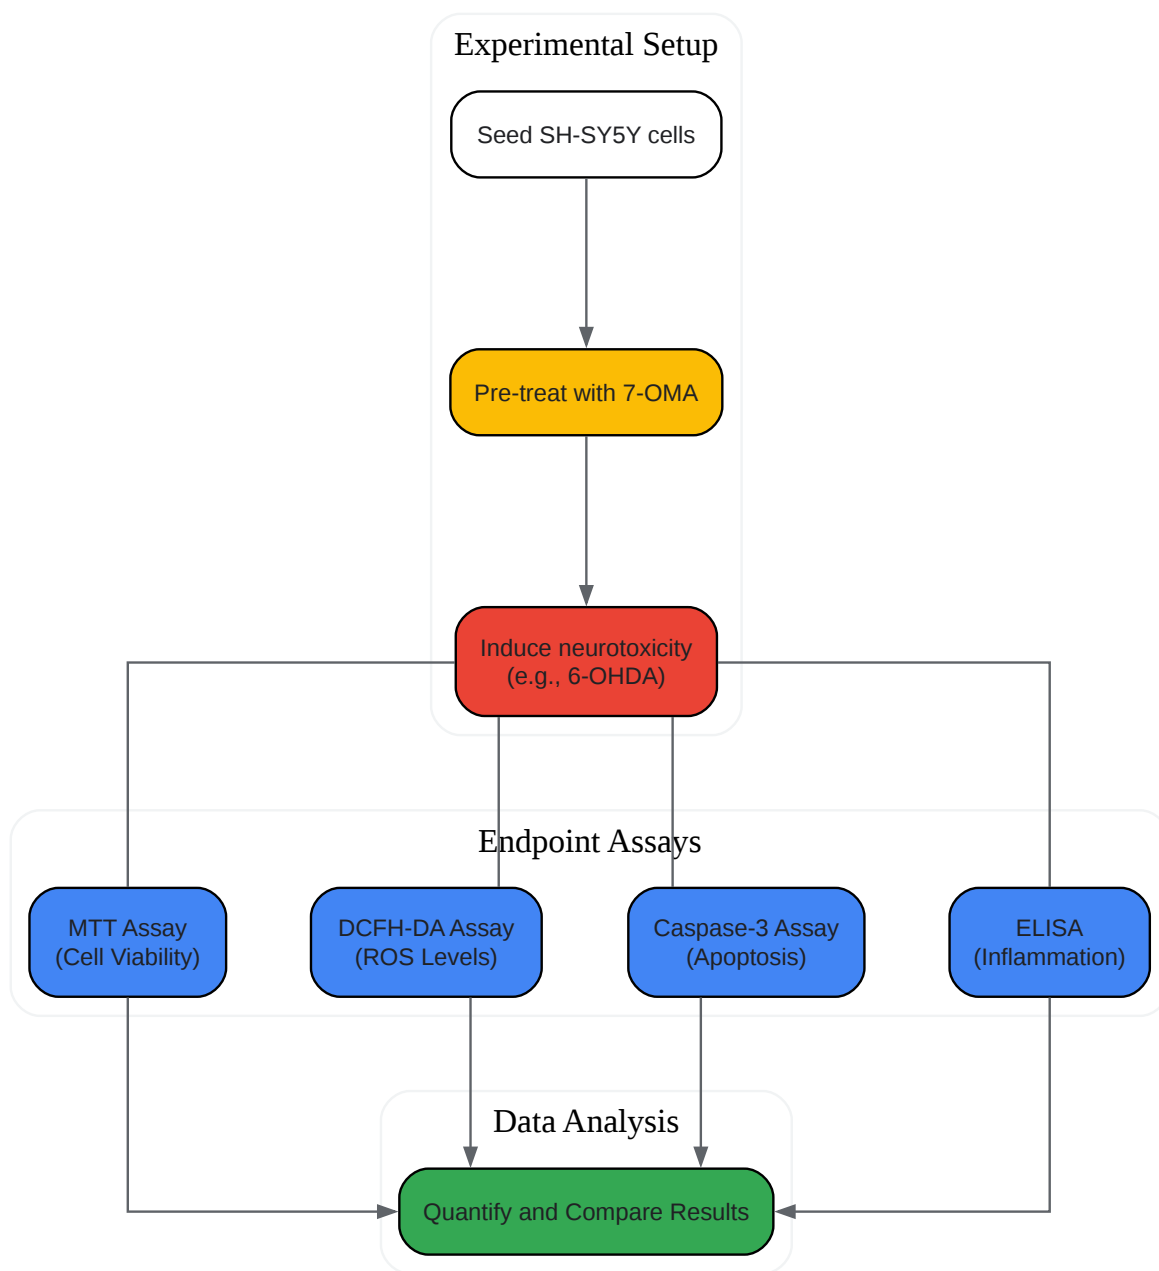 Experimental Setup
Seed SH-SY5Y cells
Pre-treat with 7-OMA
Induce neurotoxicity
(e.g., 6-OHDA)
Endpoint Assays
MTT Assay
(Cell Viability)
DCFH-DA Assay
(ROS Levels)
Caspase-3 Assay
(Apoptosis)
ELISA
(Inflammation)
Data Analysis
Quantify and Compare Results